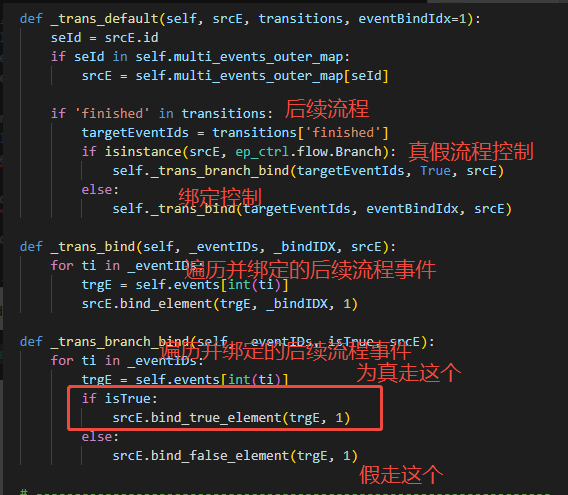 def _trans_default(self, srcE, transitions, eventBindIdx=1):
seId = srcE.id
if seId in self.multi_events_outer_map:
srcE = self.multi_events_outer_map[seId]
if 'finished' in transitions: 后续流程
targetEventIds = transitions['finished']
if isinstance(srcE, ep_ctrl.flow.Branch): 真假流程控制
self._trans_branch_bind(targetEventIds, True, srcE)
else: 绑定控制
self._trans_bind(targetEventIds, eventBindIdx, srcE)
def _trans_bind(self, _eventIDs, _bindIDX, srcE):
for ti in _eventIDs: 遍历并绑定的后续流程事件
trgE = self.events[int(ti)]
srcE.bind_element(trgE, _bindIDX, 1)
def _trans_branch_bind(self, _eventIDs, isTrue, srcE):
遍历并绑定的后续流程事件
for ti in _eventIDs:
trgE = self.events[int(ti)] 为真走这个
if isTrue:
srcE.bind_true_element(trgE, 1)
else:
srcE.bind_false_element(trgE, 1)
假走这个